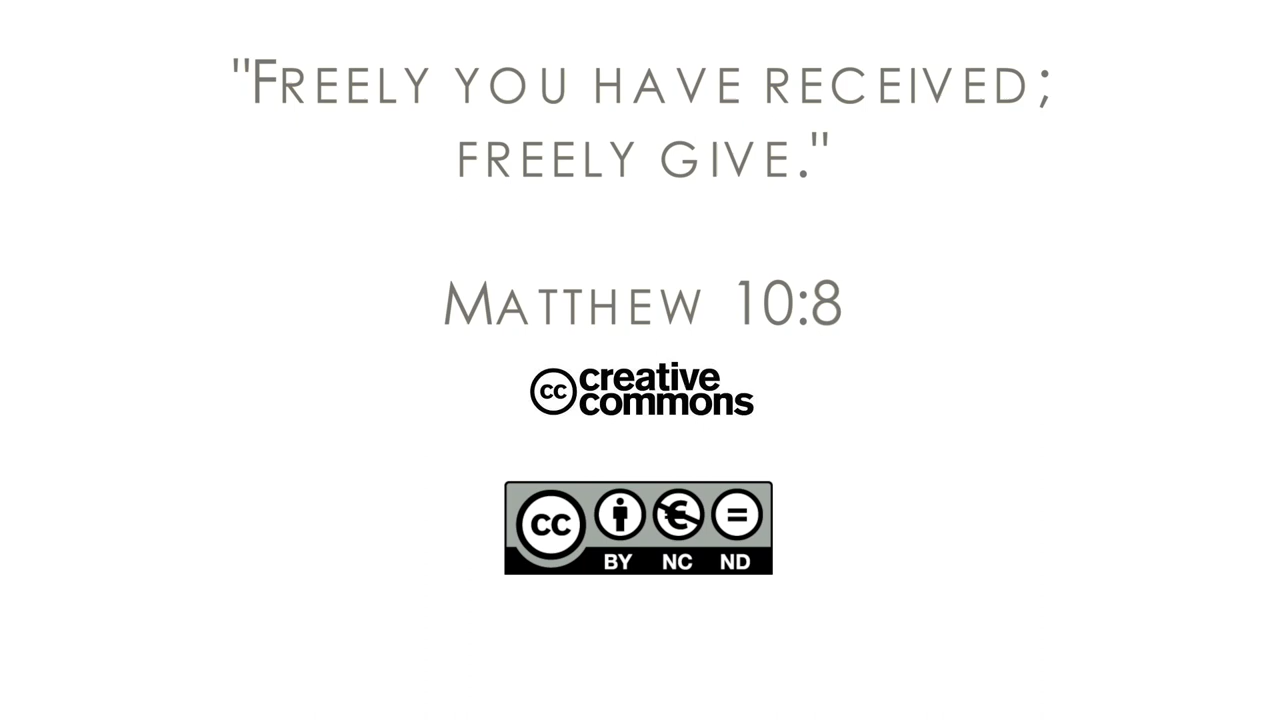 "FREELY YOU HAVE RECEIVED;
FREELY GIVE."
MATTHEW 10:8
cc creative
commons
cc BY NC ND